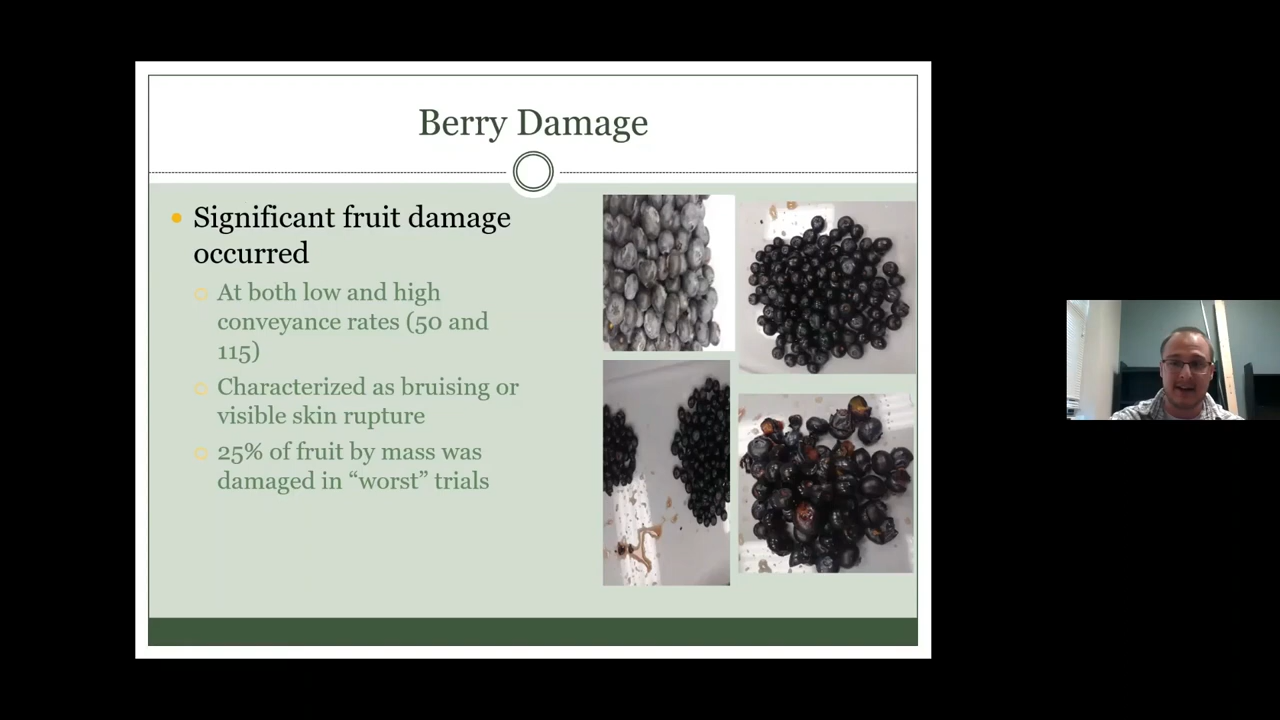 Berry Damage
Significant fruit damage
occurred
At both low and high
conveyance rates (50 and
115)
Characterized as bruising or
visible skin rupture
25% of fruit by mass was
damaged in “worst” trials